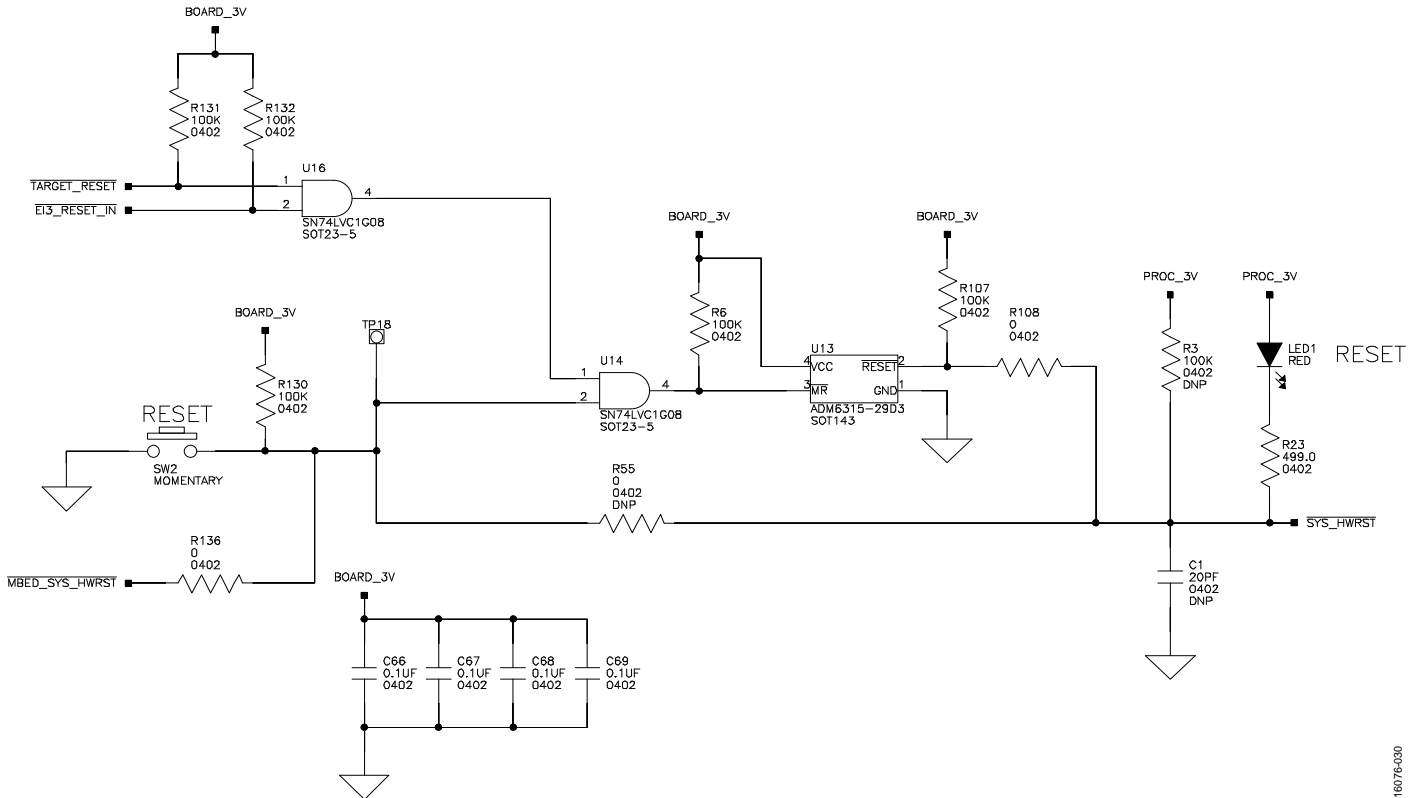 BOARD_3V
R131
100K
0402
R132
100K
0402
U16
TARGET_RESET
1
4
EI3_RESET_IN
2
SN74LVC1G08
SOT23-5
BOARD_3V
BOARD_3V
PROC_3V
PROC_3V
R6
100K
0402
R107
100K
0402
R108
0
0402
BOARD_3V
TP18
R3
100K
0402
DNP
LED1
RED
RESET
U13
4
VCC
RESET
2
3
MR
GND
1
ADM6315-29D3
SOT143
U14
1
4
2
SN74LVC1G08
SOT23-5
R130
100K
0402
RESET
SW2
MOMENTARY
R23
499.0
0402
R55
0
0402
DNP
SYS_HWRST
R136
0
0402
MBED_SYS_HWRST
C1
20PF
0402
DNP
BOARD_3V
C66
0.1UF
0402
C67
0.1UF
0402
C68
0.1UF
0402
C69
0.1UF
0402
16076-030